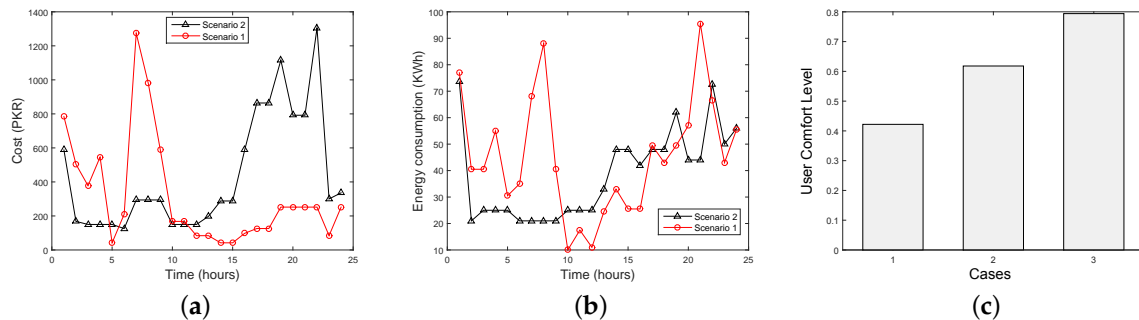 Cost (PKR)
1400
1200
1000
800
600
400
200
0
0 5 10 15 20 25
Time (hours)
Scenario 2
Scenario 1
(a)
Energy consumption (KWh)
100
90
80
70
60
50
40
30
20
10
0 5 10 15 20 25
Time (hours)
Scenario 2
Scenario 1
(b)
User Comfort Level
0.8
0.7
0.6
0.5
0.4
0.3
0.2
0.1
0
1 2 3
Cases
(c)